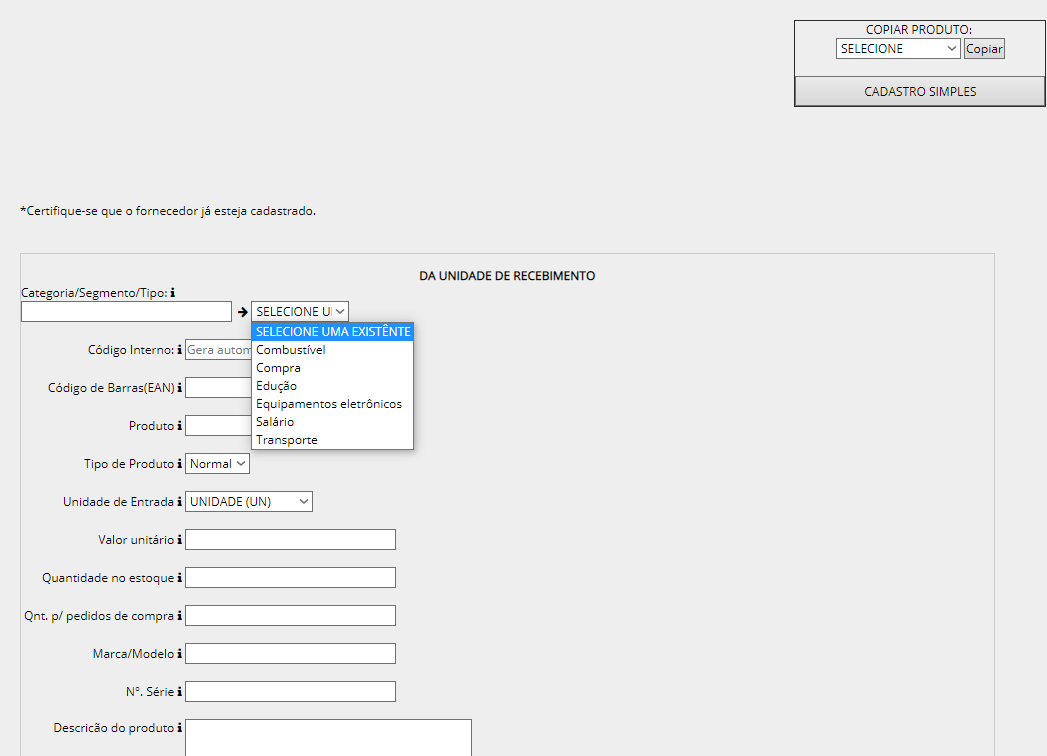 COPIAR PRODUTO:
SELECIONE Copiar
CADASTRO SIMPLES
*Certifique-se que o fornecedor já esteja cadastrado.
DA UNIDADE DE RECEBIMENTO
Categoria/Segmento/Tipo:
SELECIONE U
SELECIONE UMA EXISTÊNTE
Combustível
Compra
Edução
Equipamentos eletrônicos
Salário
Transporte
Código Interno: Gera autom
Código de Barras(EAN)
Produto
Tipo de Produto Normal
Unidade de Entrada UNIDADE (UN)
Valor unitário
Quantidade no estoque
Qnt. p/ pedidos de compra
Marca/Modelo
Nº. Série
Descricão do produto